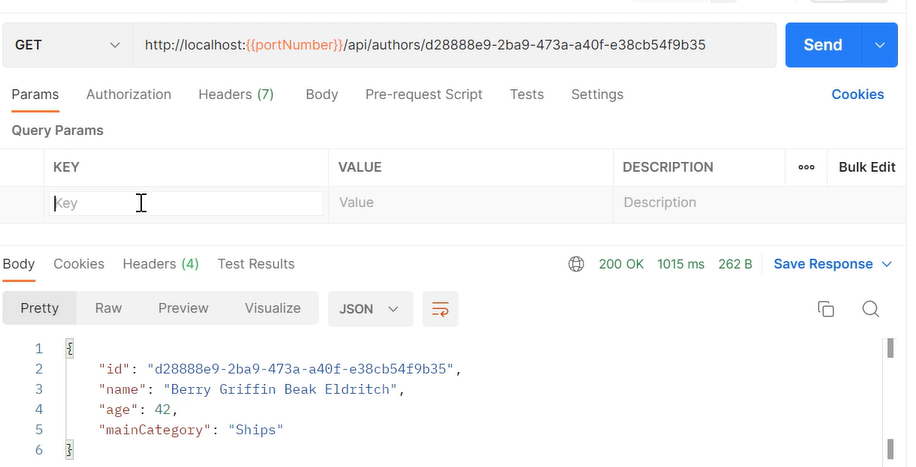 GET http://localhost:{{portNumber}}/api/authors/d28888e9-2ba9-473a-a40f-e38cb54f9b35 Send
Params Authorization Headers (7) Body Pre-request Script Tests Settings Cookies
Query Params
KEY VALUE DESCRIPTION Bulk Edit
Key Value Description
Body Cookies Headers (4) Test Results 200 OK 1015 ms 262 B Save Response
Pretty Raw Preview Visualize JSON
1 {
2 "id": "d28888e9-2ba9-473a-a40f-e38cb54f9b35",
3 "name": "Berry Griffin Beak Eldritch",
4 "age": 42,
5 "mainCategory": "Ships"
6 }